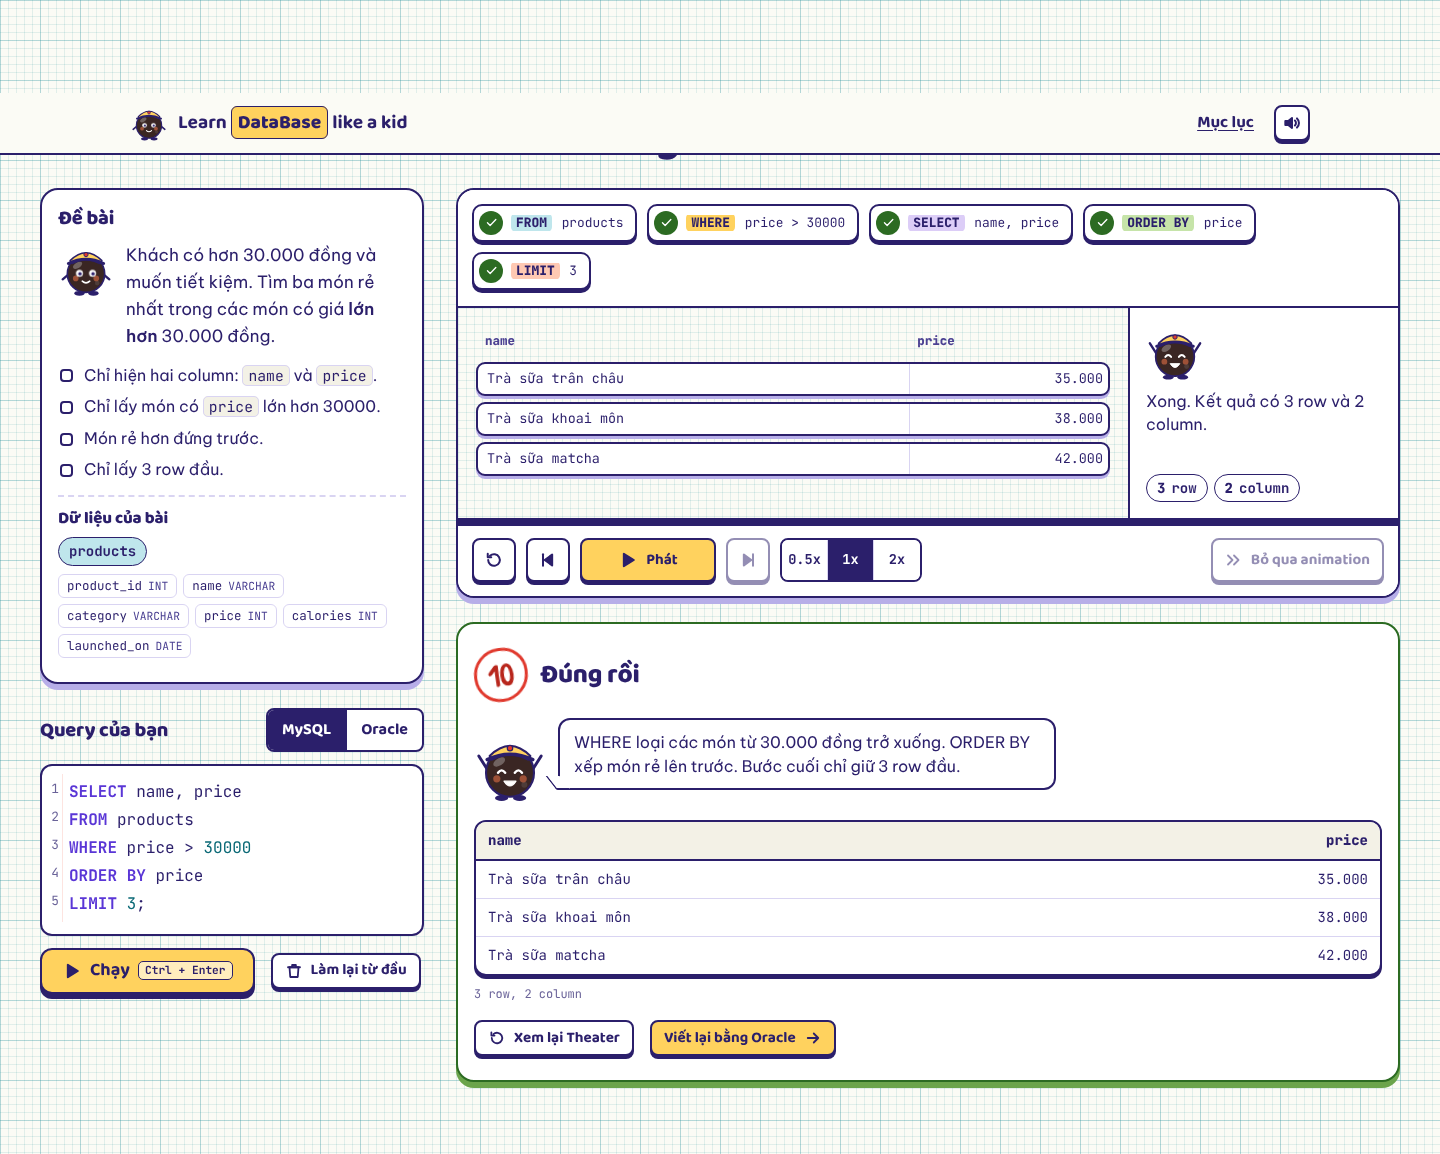 Learn DataBase like a kid
Mục lục
Đề bài
Khách có hơn 30.000 đồng và
muốn tiết kiệm. Tìm ba món rẻ
nhất trong các món có giá lớn
hơn 30.000 đồng.
Chỉ hiện hai column: name và price.
Chỉ lấy món có price lớn hơn 30000.
Món rẻ hơn đứng trước.
Chỉ lấy 3 row đầu.
Dữ liệu của bài
products
product_id INT name VARCHAR
category VARCHAR price INT calories INT
launched_on DATE
Query của bạn
MySQL Oracle
1 SELECT name, price
2 FROM products
3 WHERE price > 30000
4 ORDER BY price
5 LIMIT 3;
Chạy Ctrl + Enter Làm lại từ đầu
FROM products WHERE price > 30000 SELECT name, price ORDER BY price
LIMIT 3
name price
Trà sữa trân châu 35.000
Trà sữa khoai môn 38.000
Trà sữa matcha 42.000
Xong. Kết quả có 3 row và 2
column.
3 row 2 column
Phát 0.5x 1x 2x Bỏ qua animation
10 Đúng rồi
WHERE loại các món từ 30.000 đồng trở xuống. ORDER BY
xếp món rẻ lên trước. Bước cuối chỉ giữ 3 row đầu.
name price
Trà sữa trân châu 35.000
Trà sữa khoai môn 38.000
Trà sữa matcha 42.000
3 row, 2 column
Xem lại Theater Viết lại bằng Oracle